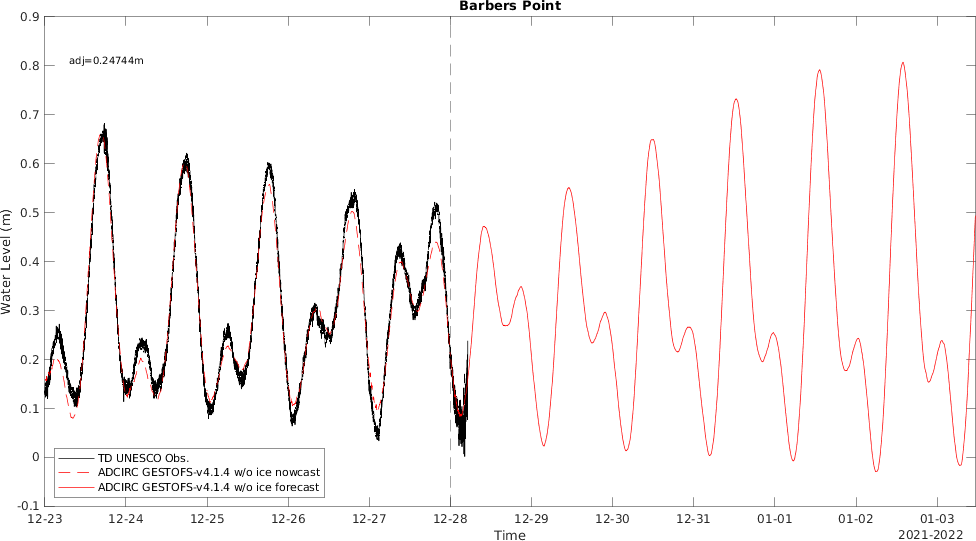 Barbers Point
adj=0.24744m
Water Level (m)
0.9
0.8
0.7
0.6
0.5
0.4
0.3
0.2
0.1
0
-0.1
TD UNESCO Obs.
ADCIRC GESTOFS-v4.1.4 w/o ice nowcast
ADCIRC GESTOFS-v4.1.4 w/o ice forecast
12-23 12-24 12-25 12-26 12-27 12-28 12-29 12-30 12-31 01-01 01-02 01-03
Time
2021-2022